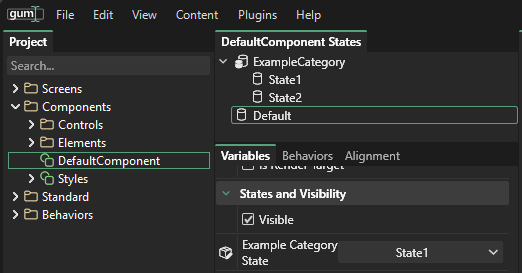 gum File Edit View Content Plugins Help
Project
Search...
Screens
Components
Controls
Elements
DefaultComponent
Styles
Standard
Behaviors
DefaultComponent States
ExampleCategory
State1
State2
Default
Variables Behaviors Alignment
Is Render Target
States and Visibility
Visible
Example Category
State
State1